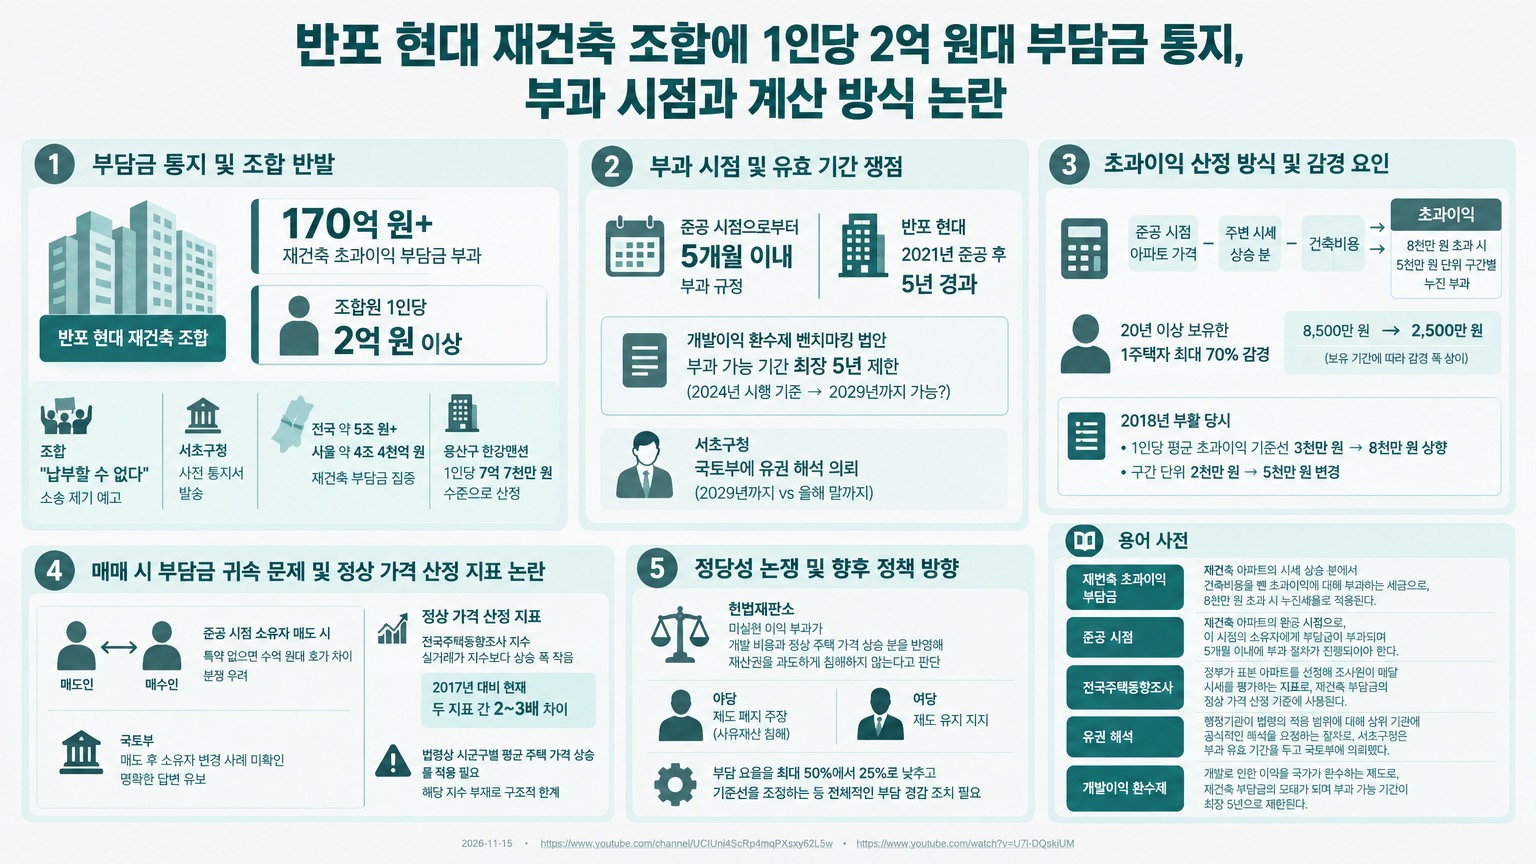 반포 현대 재건축 조합에 1인당 2억 원대 부담금 통지,
부과 시점과 계산 방식 논란
1
부담금 통지 및 조합 반발
반포 현대 재건축 조합
170억 원+
재건축 초과이익 부담금 부과
조합원 1인당
2억 원 이상
조합
"납부할 수 없다"
소송 제기 예고
서초구청
사전 통지서
발송
전국 약 5조 원+
사울 약 4조 4천억 원
재건축 부담금 집중
용산구 한강맨션
1인당 7억 7천만 원
수준으로 산정
2
부과 시점 및 유효 기간 쟁점
준공 시점으로부터
5개월 이내
부과 규정
반포 현대
2021년 준공 후
5년 경과
개발이익 환수제 벤치마킹 법안
부과 가능 기간 최장 5년 제한
(2024년 시행 기준 → 2029년까지 가능?)
서초구청
국토부에 유권 해석 의뢰
(2029년까지 vs 올해 말까지)
3
초과이익 산정 방식 및 감경 요인
준공 시점
아파토 가격
–
주변 시세
상승 분
–
건축비용
→
→
초과이익
8천만 원 초과 시
5천만 원 단위 구간별
누진 부과
20년 이상 보유한
1주택자 최대 70% 감경
8,500만 원 → 2,500만 원
(보유 기간에 따라 감경 폭 상이)
2018년 부활 당시
• 1인당 평균 초과이익 기준선 3천만 원 → 8천만 원 상향
• 구간 단위 2천만 원 → 5천만 원 변경
4
매매 시 부담금 귀속 문제 및 정상 가격 산정 지표 논란
매도인
매수인
준공 시점 소유자 매도 시
특약 없으면 수억 원대 호가 차이
분쟁 우려
국토부
매도 후 소유자 변경 사례 미확인
명확한 답변 유보
정상 가격 산정 지표
전국주택동향조사 지수
실거래가 지수보다 상승 폭 작음
2017년 대비 현재
두 지표 간 2~3배 차이
법령상 시군구별 평균 주택 가격 상승
률 적용 필요
해당 지수 부재로 구조적 한계
5
정당성 논쟁 및 향후 정책 방향
헌법재판소
미실현 이익 부과가
개발 비용과 정상 주택 가격 상승 분을 반영해
재산권을 과도하게 침해하지 않는다고 판단
야당
제도 폐지 주장
(사유재산 침해)
여당
제도 유지 지지
부담 요율을 최대 50%에서 25%로 낮추고
기준선을 조정하는 등 전체적인 부담 경감 조치 필요
용어 사전
재번축 초과이익
부담금
재건축 아파트의 시세 상승 분에서
건축비용을 뺀 초과이익에 대해 부과하는 세금으로,
8천만 원 초과 시 누진세율로 적용된다.
준공 시점
재건축 아파트의 완공 시점으로,
이 시점의 소유자에게 부담금이 부과되며
5개월 이내에 부과 절차가 진행되어야 한다.
전국주택동향조사
정부가 표본 아파트를 선정해 조사원이 매달
시세를 평가하는 지표로, 재건축 부담금의
정상 가격 산정 기준에 사용된다.
유권 해석
행정기관이 법령의 적용 범위에 대해 상위 기관에
공식적인 해석을 요청하는 절차로, 서초구청은
부과 유효 기간을 두고 국토부에 의뢰했다.
개발이익 환수제
개발로 인한 이익을 국가가 환수하는 제도로,
재건축 부담금의 모태가 되며 부과 가능 기간이
최장 5년으로 제한된다.
2026-11-15 • https://www.youtube.com/channel/UCIUni4ScRp4mqPXsxy62L5w • https://www.youtube.com/watch?v=U7I-DQskiUM